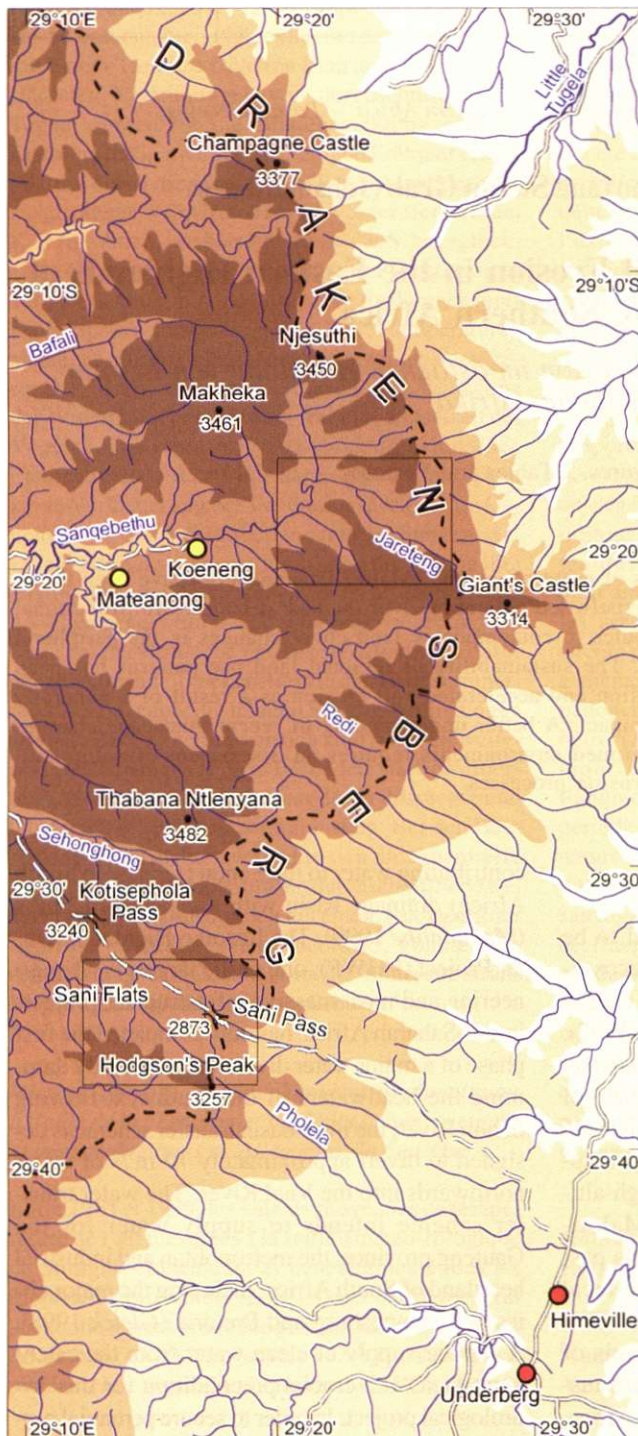 29°10'E
29°20
29°30
DRAKENSBERG
Little
Tugela
Champagne Castle
3377
29°10'S
29°10'S
Njesuthi
3450
Bafali
Makheka
3461
Sanqebethu
Koeneng
Jareteng
29°20
29°20'
Mateanong
Giant's Castle
3314
Redi
Thabana Ntlenyana
3482
Sehonghong
29°30'
29°30
Kotisephola
Pass
3240
Sani Flats
Sani Pass
2873
Hodgson's Peak
3257
Pholela
29°40'
29°40
Himeville
Underberg
29°10'E
29°20
29°30